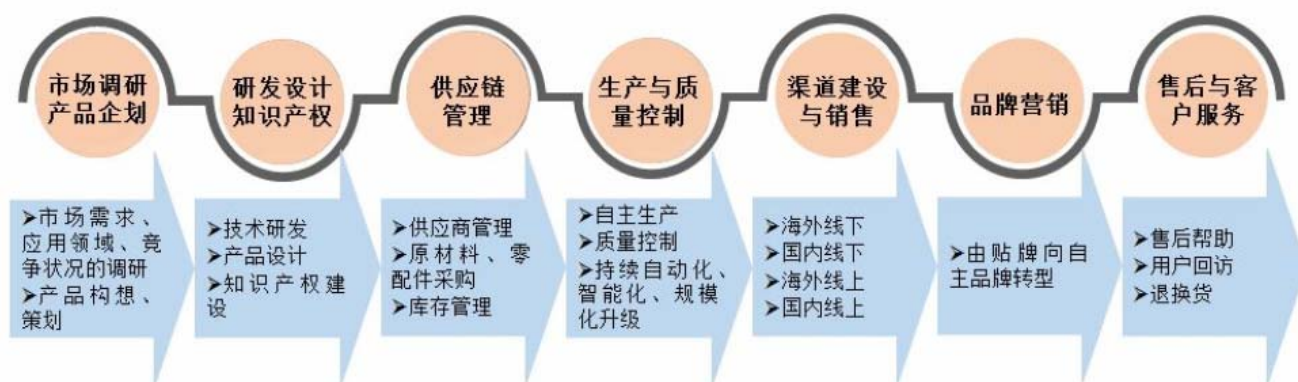 市场调研
产品企划
研发设计
知识产权
供应链
管理
生产与质
量控制
渠道建设
与销售
品牌营销
售后与客
户服务
➢市场需求、
应用领域、竞
争状况的调研
➢产品构想、
策划
➢技术研发
➢产品设计
➢知识产权建
设
➢供应商管理
➢原材料、零
配件采购
➢库存管理
➢自主生产
➢质量控制
➢持续自动化、
智能化、规模
化升级
➢海外线下
➢国内线下
➢海外线上
➢国内线上
➢由贴牌向自
主品牌转型
➢售后帮助
➢用户回访
➢退换货